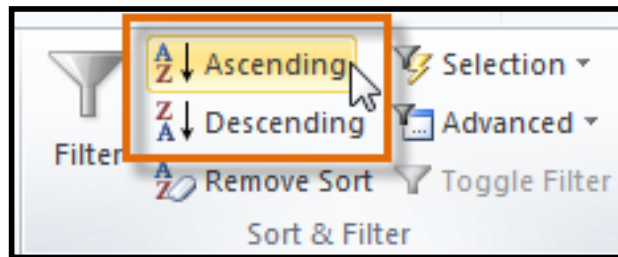 Filter
Ascending
Descending
Remove Sort
Selection
Advanced
Toggle Filter
Sort & Filter